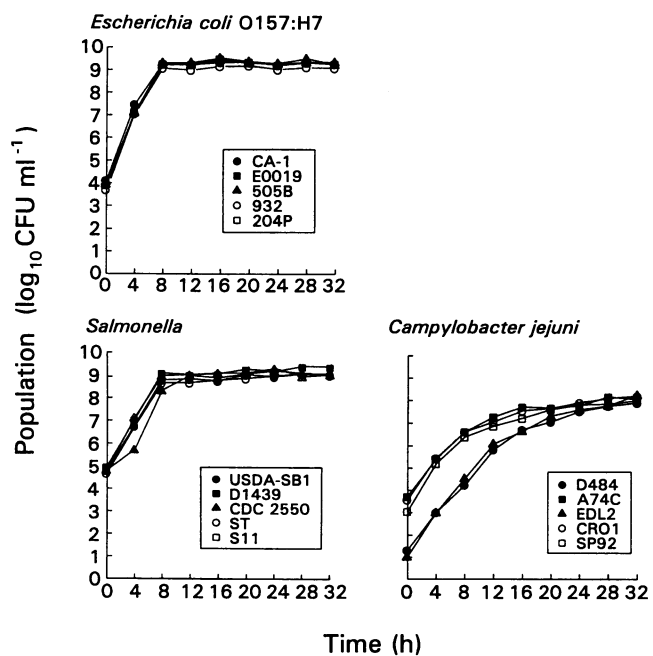 Escherichia coli O157:H7
10
9
8
7
6
5
4
3
2
1
0
CA-1
E0019
505B
932
204P
0 4 8 12 16 20 24 28 32
Population (log10 CFU ml-1)
Salmonella
10
9
8
7
6
5
4
3
2
1
0
USDA-SB1
D1439
CDC 2550
ST
S11
0 4 8 12 16 20 24 28 32
Campylobacter jejuni
D484
A74C
EDL2
CRO1
SP92
0 4 8 12 16 20 24 28 32
Time (h)